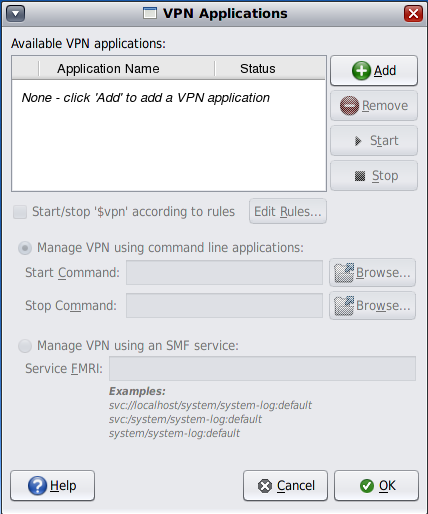 VPN Applications
Available VPN applications:
Application Name Status
None - click 'Add' to add a VPN application
Add
Remove
Start
Stop
Start/stop '$vpn' according to rules Edit Rules...
Manage VPN using command line applications:
Start Command: Browse...
Stop Command: Browse...
Manage VPN using an SMF service:
Service FMRI:
Examples:
svc://localhost/system/system-log:default
svc:/system/system-log:default
system/system-log:default
Help Cancel OK